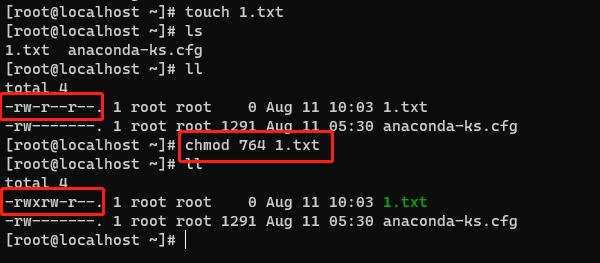 [root@localhost ~]# touch 1.txt
[root@localhost ~]# ls
1.txt  anaconda-ks.cfg
[root@localhost ~]# ll
total 4
-rw-r--r--. 1 root root    0 Aug 11 10:03 1.txt
-rw-------. 1 root root 1291 Aug 11 05:30 anaconda-ks.cfg
[root@localhost ~]# chmod 764 1.txt
[root@localhost ~]# ll
total 4
-rwxrw-r--. 1 root root    0 Aug 11 10:03 1.txt
-rw-------. 1 root root 1291 Aug 11 05:30 anaconda-ks.cfg
[root@localhost ~]#